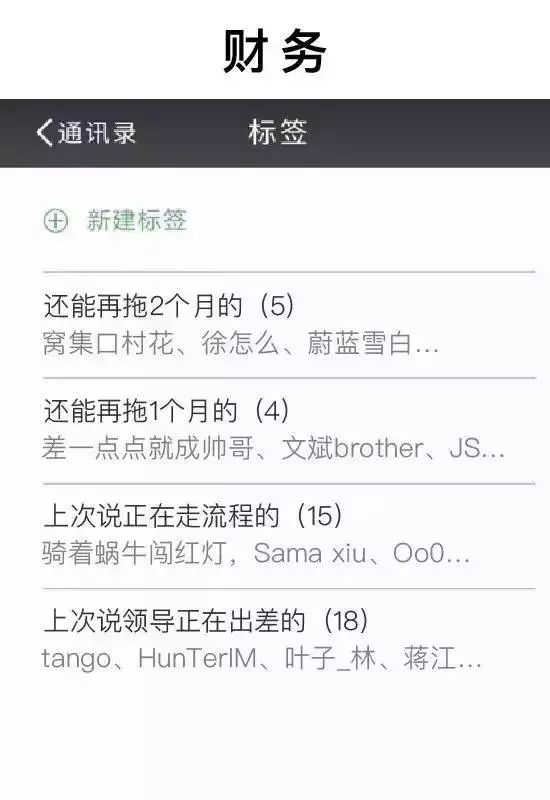 财务
通讯录 标签
新建标签
还能再拖2个月的（5）
窝集口村花、徐怎么、蔚蓝雪白...
还能再拖1个月的（4）
差一点点就成帅哥、文斌brother、JS...
上次说正在走流程的（15）
骑着蜗牛闯红灯，Sama xiu、Oo0...
上次说领导正在出差的（18）
tango、HunTerIM、叶子_林、蒋江...